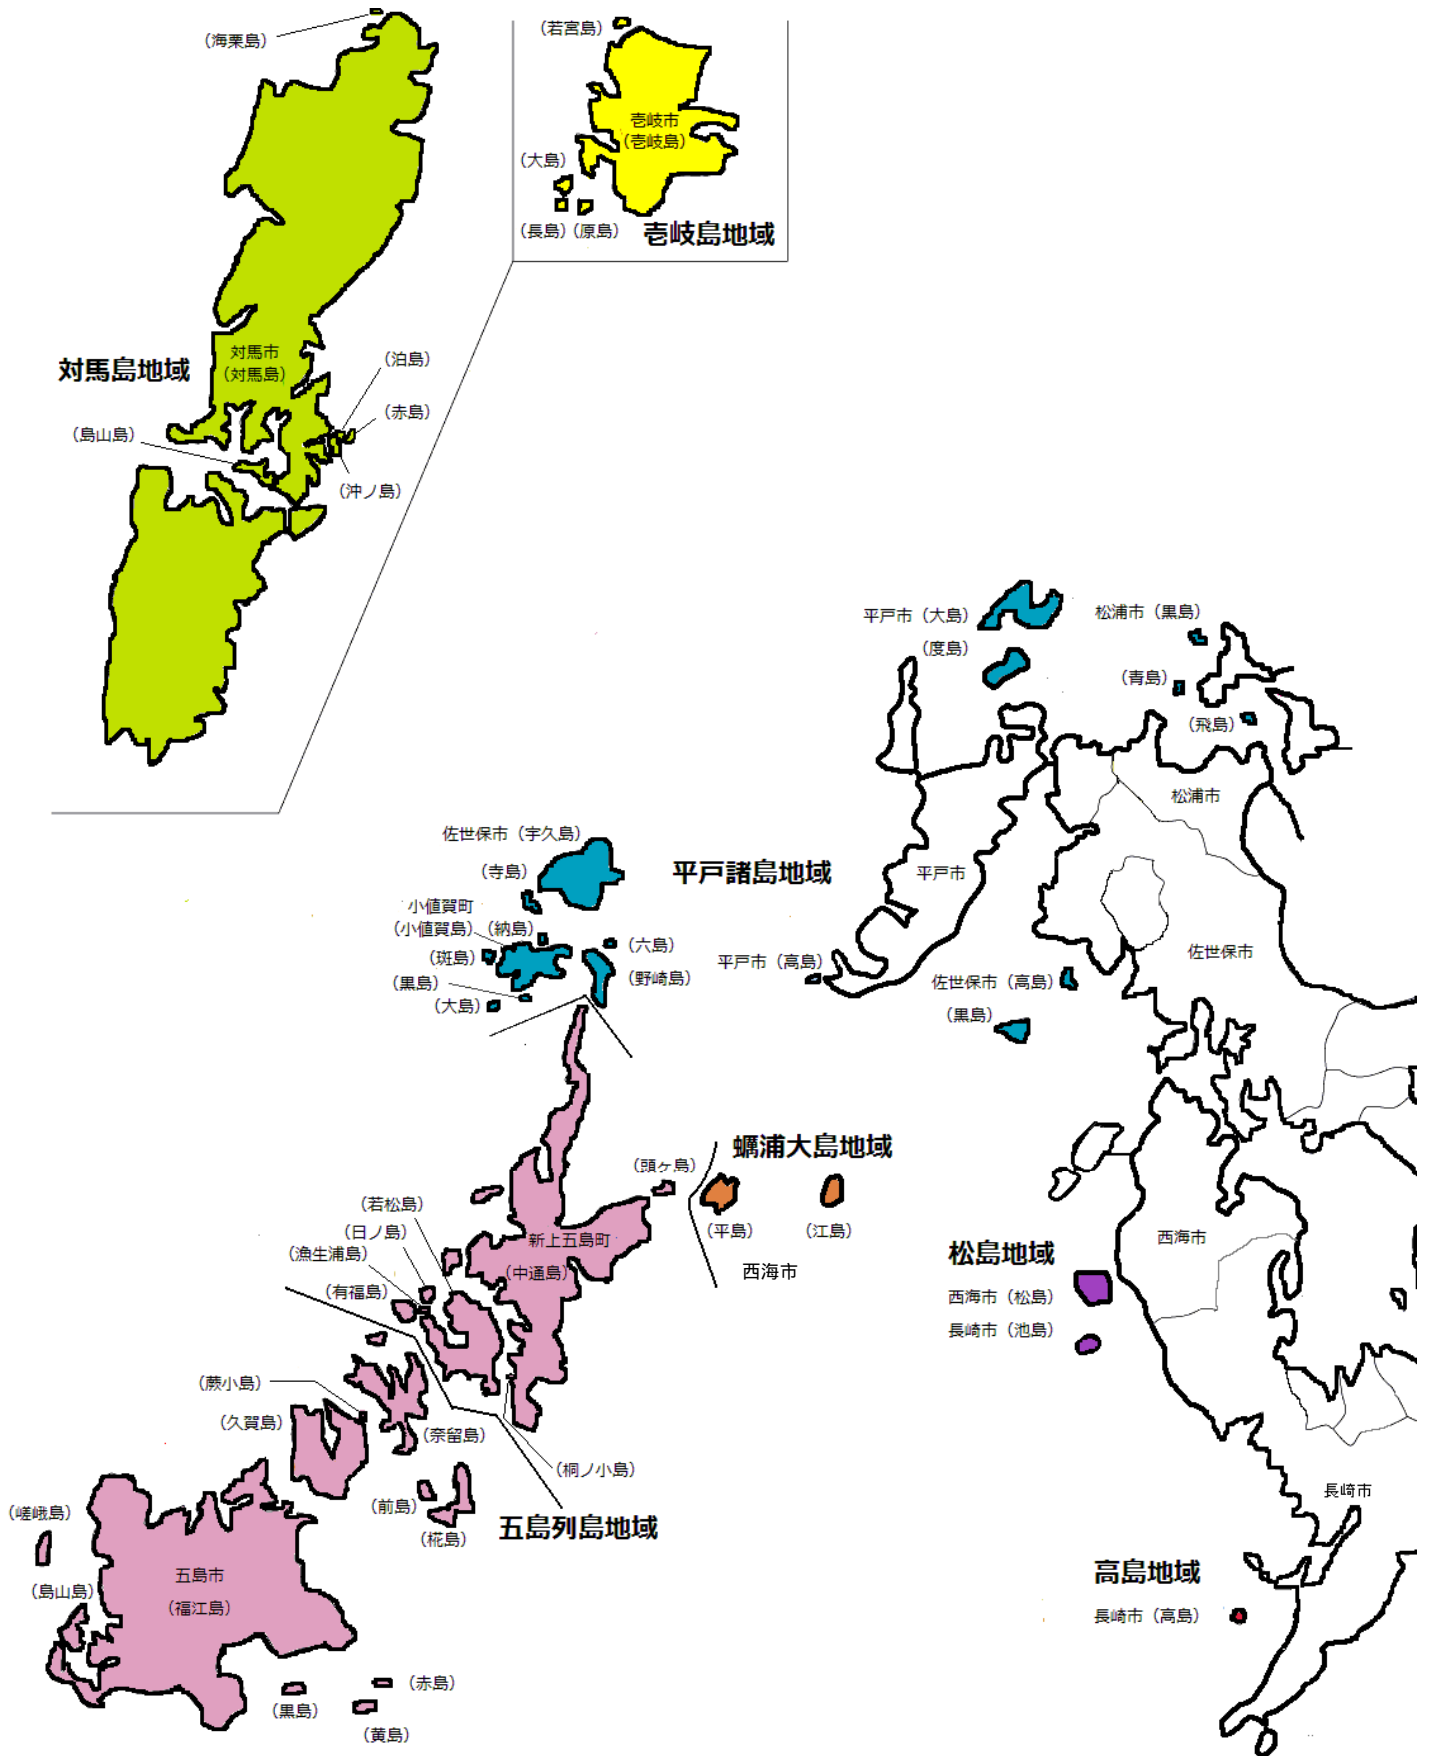 （海栗島）
（若宮島）
壱岐市
（壱岐島）
（大島）
（長島）（原島）
壱岐島地域
対馬島地域
対馬市
（対馬島）
（泊島）
（赤島）
（島山島）
（沖ノ島）
平戸市（大島）
（度島）
松浦市（黒島）
（青島）
（飛島）
松浦市
佐世保市（宇久島）
（寺島）
平戸諸島地域
平戸市
小値賀町
（小値賀島）（納島）
（六島）
（斑島）
（野崎島）
（黒島）
（大島）
平戸市（高島）
佐世保市
佐世保市（高島）
（黒島）
蠣浦大島地域
（頭ヶ島）
（平島）
（江島）
西海市
（若松島）
（日ノ島）
（漁生浦島）
（有福島）
新上五島町
（中通島）
西海市
松島地域
西海市（松島）
長崎市（池島）
（蕨小島）
（久賀島）
（奈留島）
（桐ノ小島）
（前島）
（椛島）
五島列島地域
（嵯峨島）
（島山島）
五島市
（福江島）
長崎市
高島地域
長崎市（高島）
（赤島）
（黒島）
（黄島）